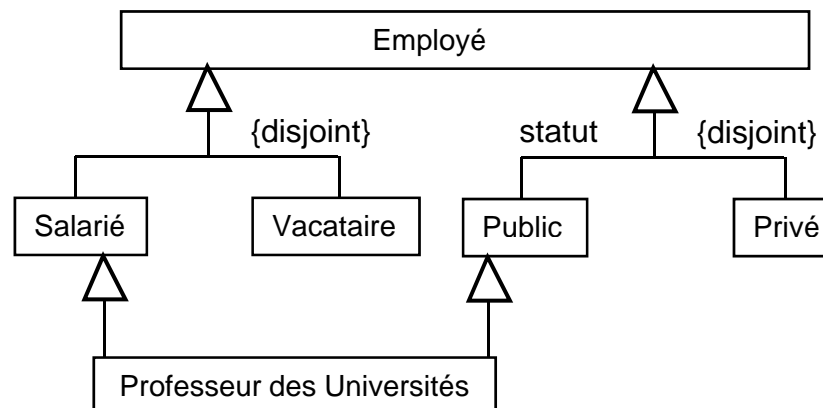 Employé
{disjoint} statut {disjoint}
Salarié Vacataire Public Privé
Professeur des Universités